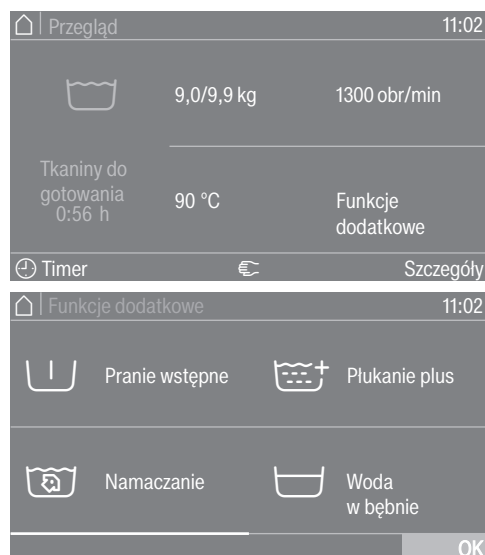 Przegląd 11:02
9,0/9,9 kg 1300 obr/min
Tkaniny do
gotowania
0:56 h
90 °C Funkcje
dodatkowe
Timer Szczegóły
Funkcje dodatkowe 11:02
Pranie wstępne Płukanie plus
Namaczanie Woda
w bębnie
OK